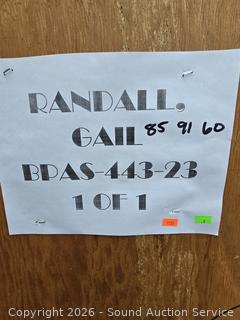 RANDALL,
GAIL 85 91 60
BPAS-443-23
1 OF 1
Copyright 2026 - Sound Auction Service